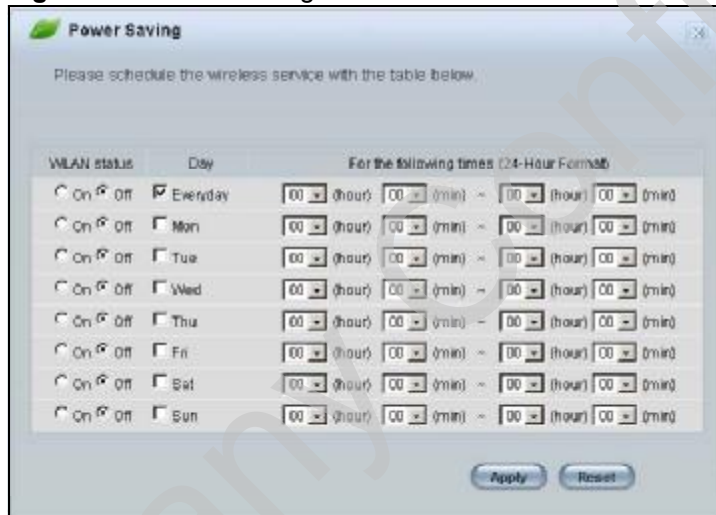 Power Saving
Please schedule the wireless service with the table below.
WLAN status Day For the following times (24-Hour Format)
On Off Everyday 00 (hour) 00 (min) ~ 00 (hour) 00 (min)
On Off Mon 00 (hour) 00 (min) ~ 00 (hour) 00 (min)
On Off Tue 00 (hour) 00 (min) ~ 00 (hour) 00 (min)
On Off Wed 00 (hour) 00 (min) ~ 00 (hour) 00 (min)
On Off Thu 00 (hour) 00 (min) ~ 00 (hour) 00 (min)
On Off Fri 00 (hour) 00 (min) ~ 00 (hour) 00 (min)
On Off Sat 00 (hour) 00 (min) ~ 00 (hour) 00 (min)
On Off Sun 00 (hour) 00 (min) ~ 00 (hour) 00 (min)
Apply Reset